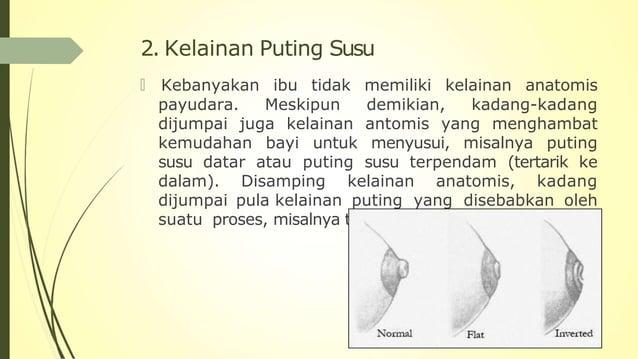 2. Kelainan Puting Susu
Kebanyakan ibu tidak memiliki kelainan anatomis
payudara. Meskipun demikian, kadang-kadang
dijumpai juga kelainan antomis yang menghambat
kemudahan bayi untuk menyusui, misalnya puting
susu datar atau puting susu terpendam (tertarik ke
dalam). Disamping kelainan anatomis, kadang
dijumpai pula kelainan puting yang disebabkan oleh
suatu proses, misalnya
Normal
Flat
Inverted